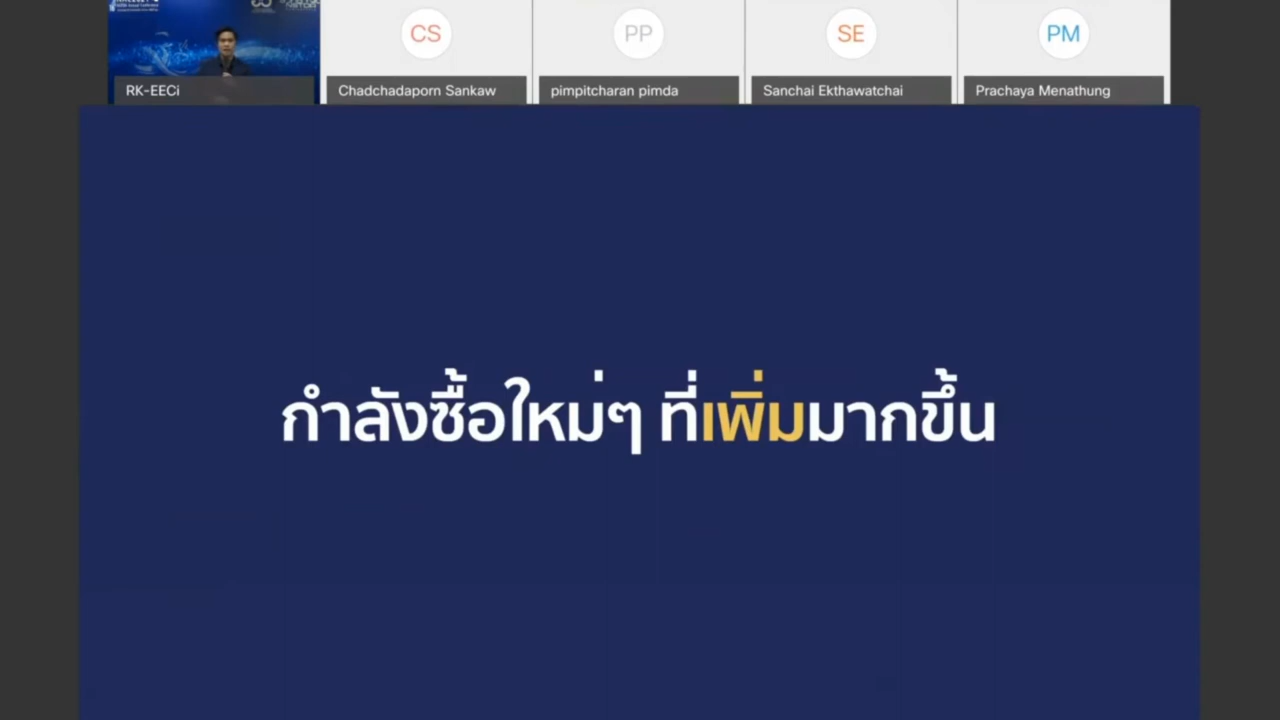 CS
PP
SE
PM
RK-EECi
Chadchadaporn Sankaw
pimpitcharan pimda
Sanchai Ekthawatchai
Prachaya Menathung
กำลังซื้อใหม่ๆ ที่เพิ่มมากขึ้น